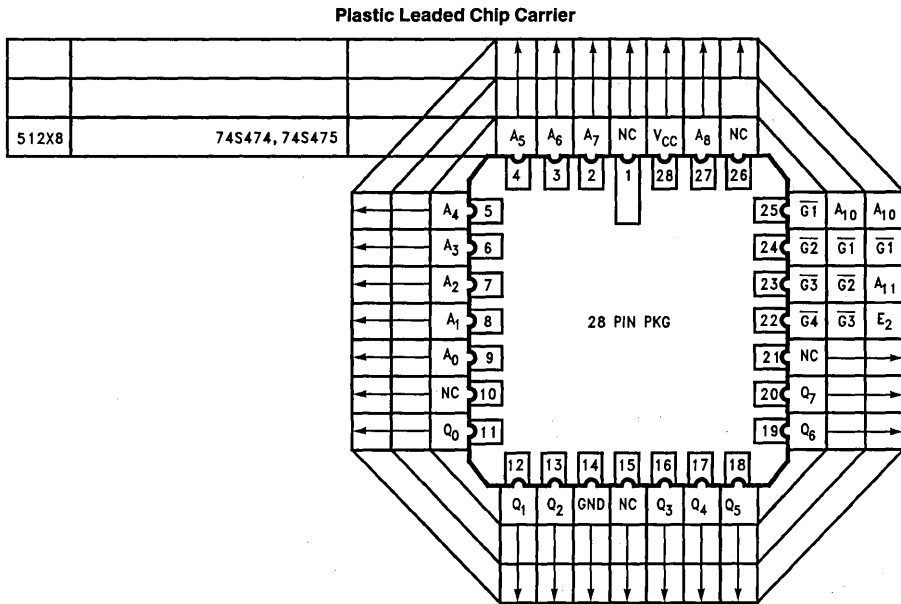 Plastic Leaded Chip Carrier
512X8 74S474,74S475
A5 A6 A7 NC VCC A8 NC
4 3 2 1 28 27 26
A4 5 25 G1 A10 A10
A3 6 24 G2 G1 G1
A2 7 23 G3 G2 A11
A1 8 28 PIN PKG 22 G4 G3 E2
A0 9 21 NC
NC 10 20 Q7
Q0 11 19 Q6
12 13 14 15 16 17 18
Q1 Q2 GND NC Q3 Q4 Q5